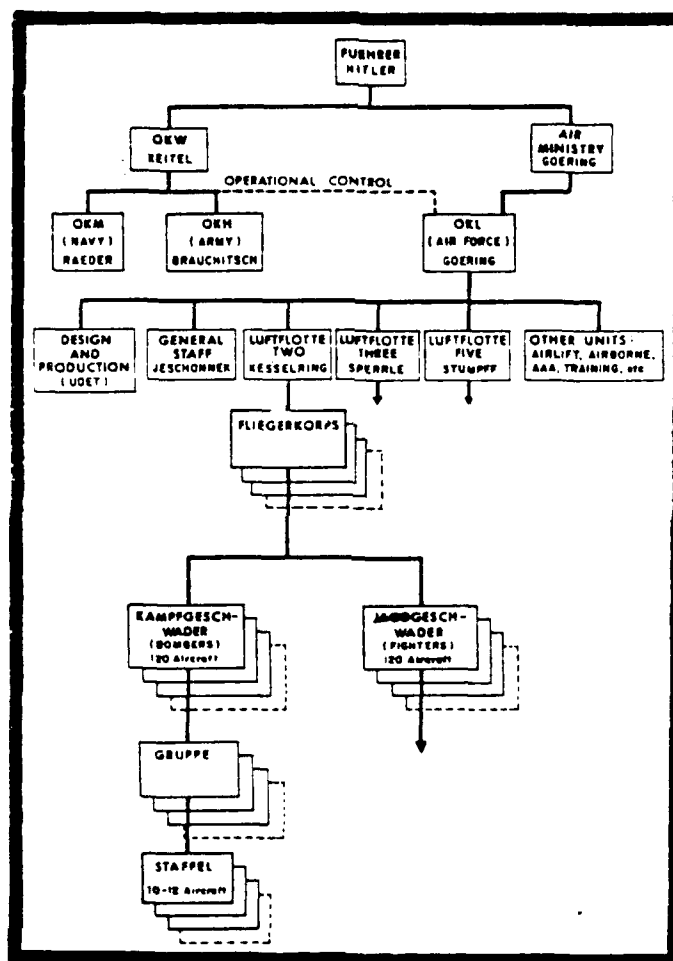 FUEHRER
HITLER
OKW
KEITEL
AIR
MINISTRY
GOERING
OPERATIONAL CONTROL
OKM
(NAVY)
RAEDER
OKH
(ARMY)
BRAUCHITSCH
OKL
(AIR FORCE)
GOERING
DESIGN
AND
PRODUCTION
(UDET)
GENERAL
STAFF
JESCHONNEK
LUFTFLOTTE
TWO
KESSELRING
LUFTFLOTTE
THREE
SPERRLE
LUFTFLOTTE
FIVE
STUMPFF
OTHER UNITS:
AIRLIFT, AIRBORNE,
AAA, TRAINING, etc
FLIEGERKORPS
KAMPFGESCH-
WADER
(BOMBERS)
120 Aircraft
JAGDGESCH-
WADER
(FIGHTERS)
120 Aircraft
GRUPPE
STAFFEL
10-12 Aircraft